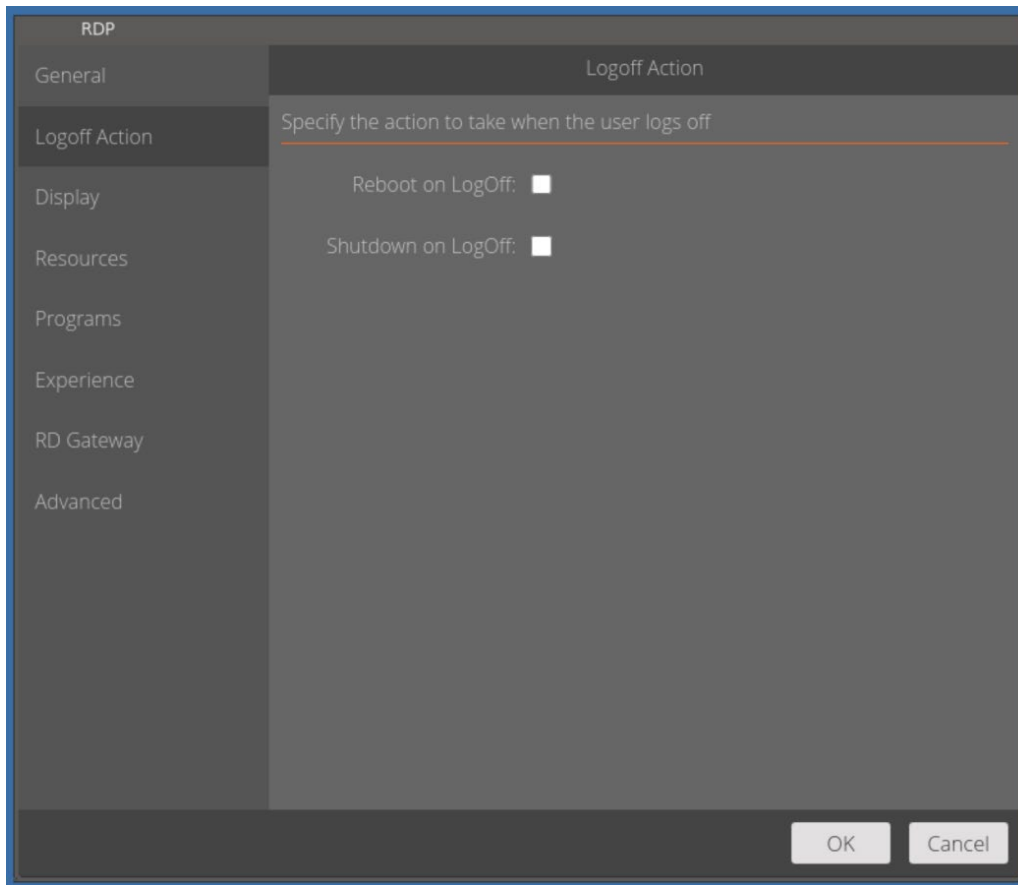 RDP
General
Logoff Action
Display
Resources
Programs
Experience
RD Gateway
Advanced
Logoff Action
Specify the action to take when the user logs off
Reboot on LogOff:
Shutdown on LogOff:
OK
Cancel